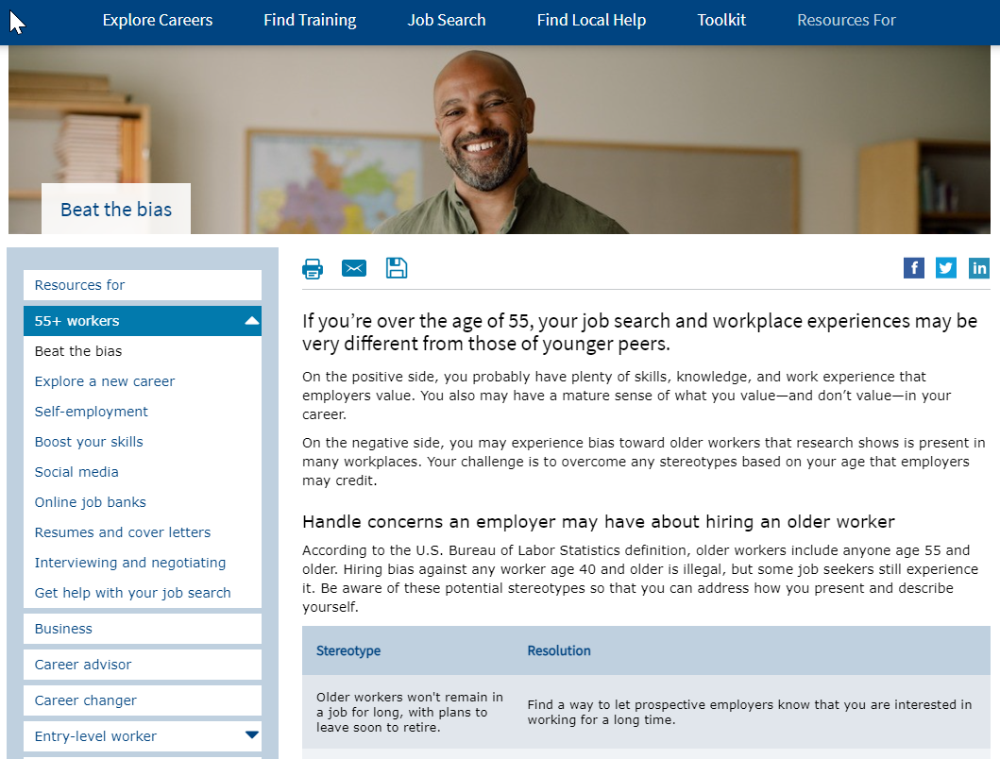 Explore Careers Find Training Job Search Find Local Help Toolkit Resources For
Beat the bias
Resources for
55+ workers
Beat the bias
Explore a new career
Self-employment
Boost your skills
Social media
Online job banks
Resumes and cover letters
Interviewing and negotiating
Get help with your job search
Business
Career advisor
Career changer
Entry-level worker
If you’re over the age of 55, your job search and workplace experiences may be
very different from those of younger peers.
On the positive side, you probably have plenty of skills, knowledge, and work experience that
employers value. You also may have a mature sense of what you value—and don’t value—in your
career.
On the negative side, you may experience bias toward older workers that research shows is present in
many workplaces. Your challenge is to overcome any stereotypes based on your age that employers
may credit.
Handle concerns an employer may have about hiring an older worker
According to the U.S. Bureau of Labor Statistics definition, older workers include anyone age 55 and
older. Hiring bias against any worker age 40 and older is illegal, but some job seekers still experience
it. Be aware of these potential stereotypes so that you can address how you present and describe
yourself.
Stereotype Resolution
Older workers won't remain in
a job for long, with plans to
leave soon to retire.
Find a way to let prospective employers know that you are interested in
working for a long time.